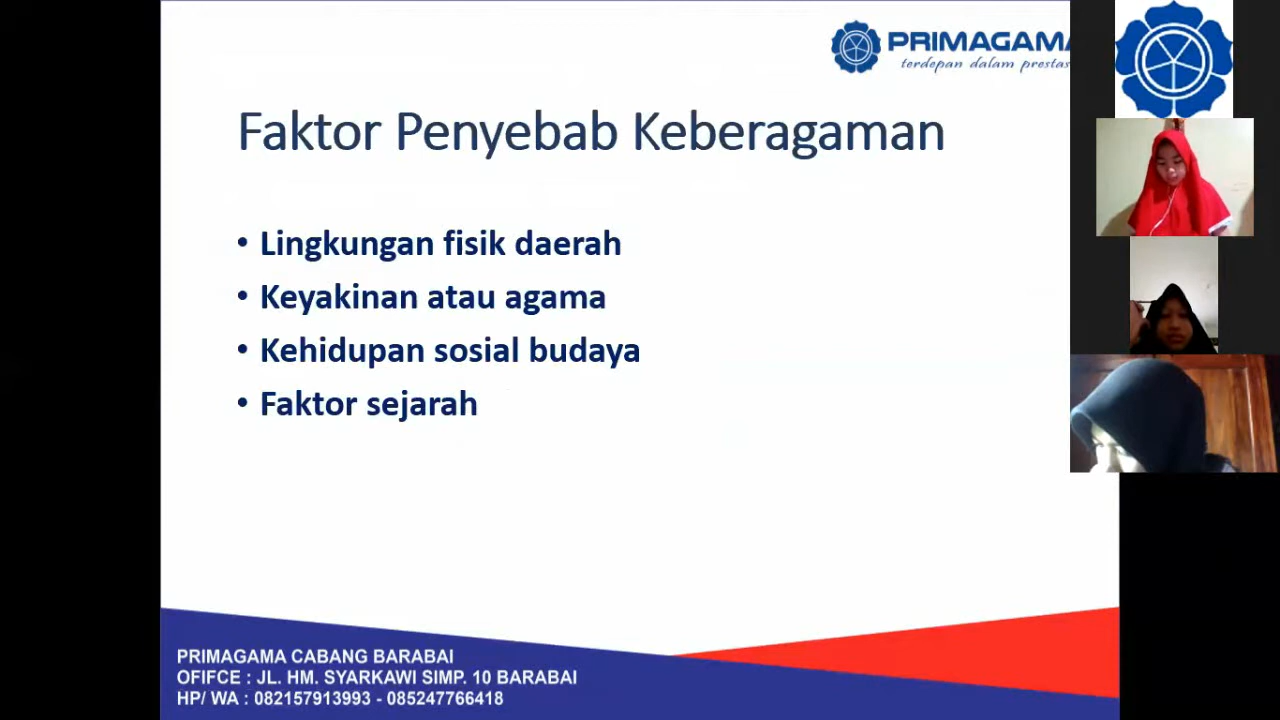 PRIMAGAMA
terdepan dalam prestas
Faktor Penyebab Keberagaman
• Lingkungan fisik daerah
• Keyakinan atau agama
• Kehidupan sosial budaya
• Faktor sejarah
PRIMAGAMA CABANG BARABAI
OFIFCE : JL. HM. SYARKAWI SIMP. 10 BARABAI
HP/ WA : 082157913993 - 085247766418